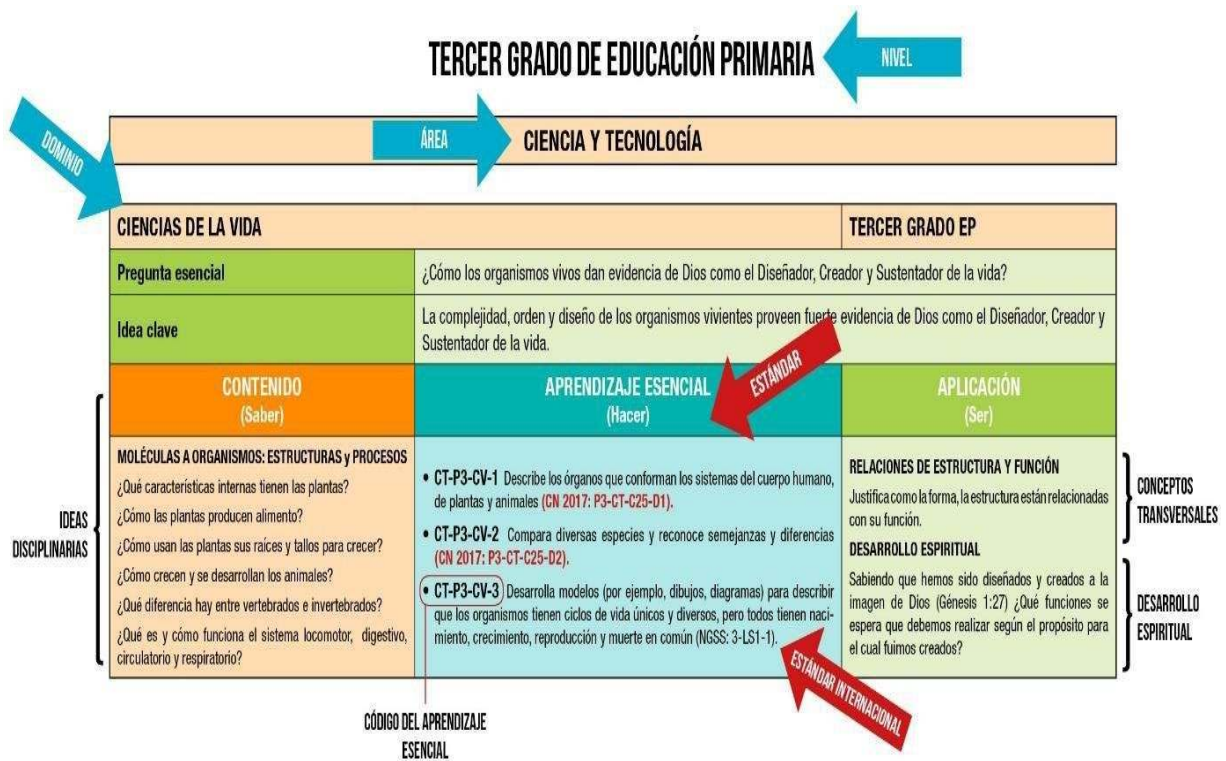 TERCER GRADO DE EDUCACIÓN PRIMARIA
NIVEL
DOMINIO
ÁREA
CIENCIA Y TECNOLOGÍA
CIENCIAS DE LA VIDA
TERCER GRADO EP
Pregunta esencial
¿Cómo los organismos vivos dan evidencia de Dios como el Diseñador, Creador y Sustentador de la vida?
Idea clave
La complejidad, orden y diseño de los organismos vivientes proveen fuerte evidencia de Dios como el Diseñador, Creador y
Sustentador de la vida.
ESTÁNDAR
CONTENIDO
(Saber)
APRENDIZAJE ESENCIAL
(Hacer)
APLICACIÓN
(Ser)
IDEAS
DISCIPLINARIAS
MOLÉCULAS A ORGANISMOS: ESTRUCTURAS y PROCESOS
¿Qué características internas tienen las plantas?
¿Cómo las plantas producen alimento?
¿Cómo usan las plantas sus raíces y tallos para crecer?
¿Cómo crecen y se desarrollan los animales?
¿Qué diferencia hay entre vertebrados e invertebrados?
¿Qué es y cómo funciona el sistema locomotor, digestivo,
circulatorio y respiratorio?
• CT-P3-CV-1 Describe los órganos que conforman los sistemas del cuerpo humano,
de plantas y animales (CN 2017: P3-CT-C25-D1).
• CT-P3-CV-2 Compara diversas especies y reconoce semejanzas y diferencias
(CN 2017: P3-CT-C25-D2).
• CT-P3-CV-3 Desarrolla modelos (por ejemplo, dibujos, diagramas) para describir
que los organismos tienen ciclos de vida únicos y diversos, pero todos tienen naci-
miento, crecimiento, reproducción y muerte en común (NGSS: 3-LS1-1).
RELACIONES DE ESTRUCTURA Y FUNCIÓN
Justifica como la forma, la estructura están relacionadas
con su función.
DESARROLLO ESPIRITUAL
Sabiendo que hemos sido diseñados y creados a la
imagen de Dios (Génesis 1:27) ¿Qué funciones se
espera que debemos realizar según el propósito para
el cual fuimos creados?
CONCEPTOS
TRANSVERSALES
DESARROLLO
ESPIRITUAL
ESTÁNDAR INTERNACIONAL
CÓDIGO DEL APRENDIZAJE
ESENCIAL